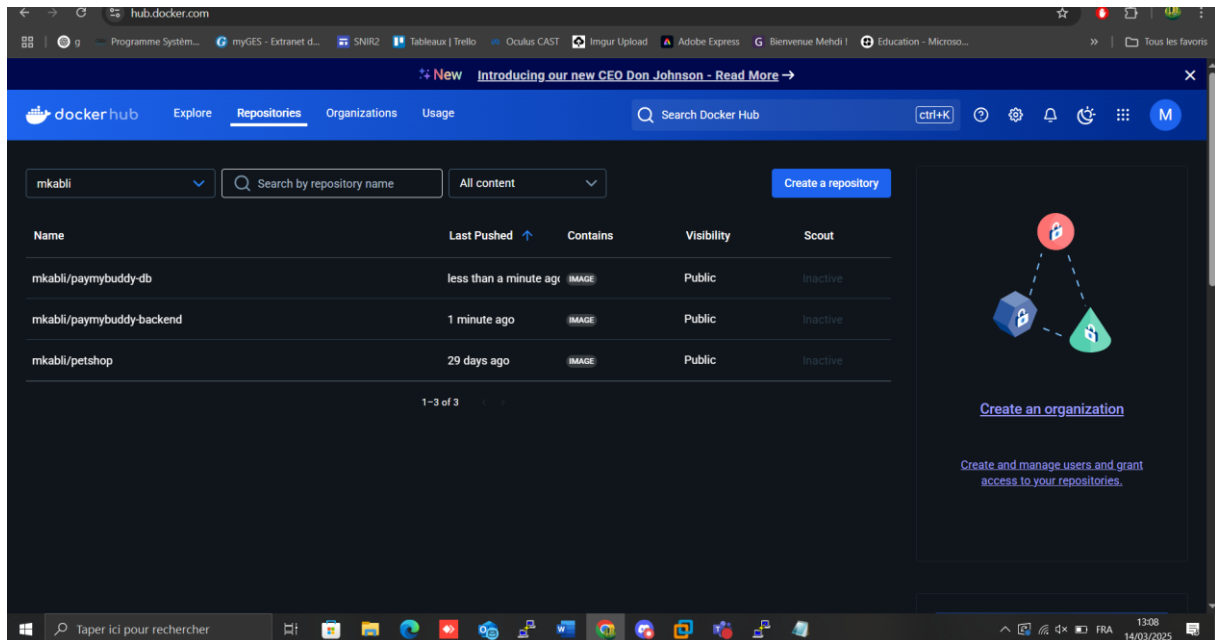 hub.docker.com
g Programme Systèm... myGES - Extranet d... SNIR2 Tableaux | Trello Oculus CAST Imgur Upload Adobe Express Bienvenue Mehdi ! Education - Microso... » Tous les favoris
New Introducing our new CEO Don Johnson - Read More →
dockerhub Explore Repositories Organizations Usage Search Docker Hub ctrl+K M
mkabli Search by repository name All content Create a repository
Name Last Pushed Contains Visibility Scout
mkabli/paymybuddy-db less than a minute ago IMAGE Public Inactive
mkabli/paymybuddy-backend 1 minute ago IMAGE Public Inactive
mkabli/petshop 29 days ago IMAGE Public Inactive
1–3 of 3
Create an organization
Create and manage users and grant
access to your repositories.
Taper ici pour rechercher FRA 13:08
14/03/2025